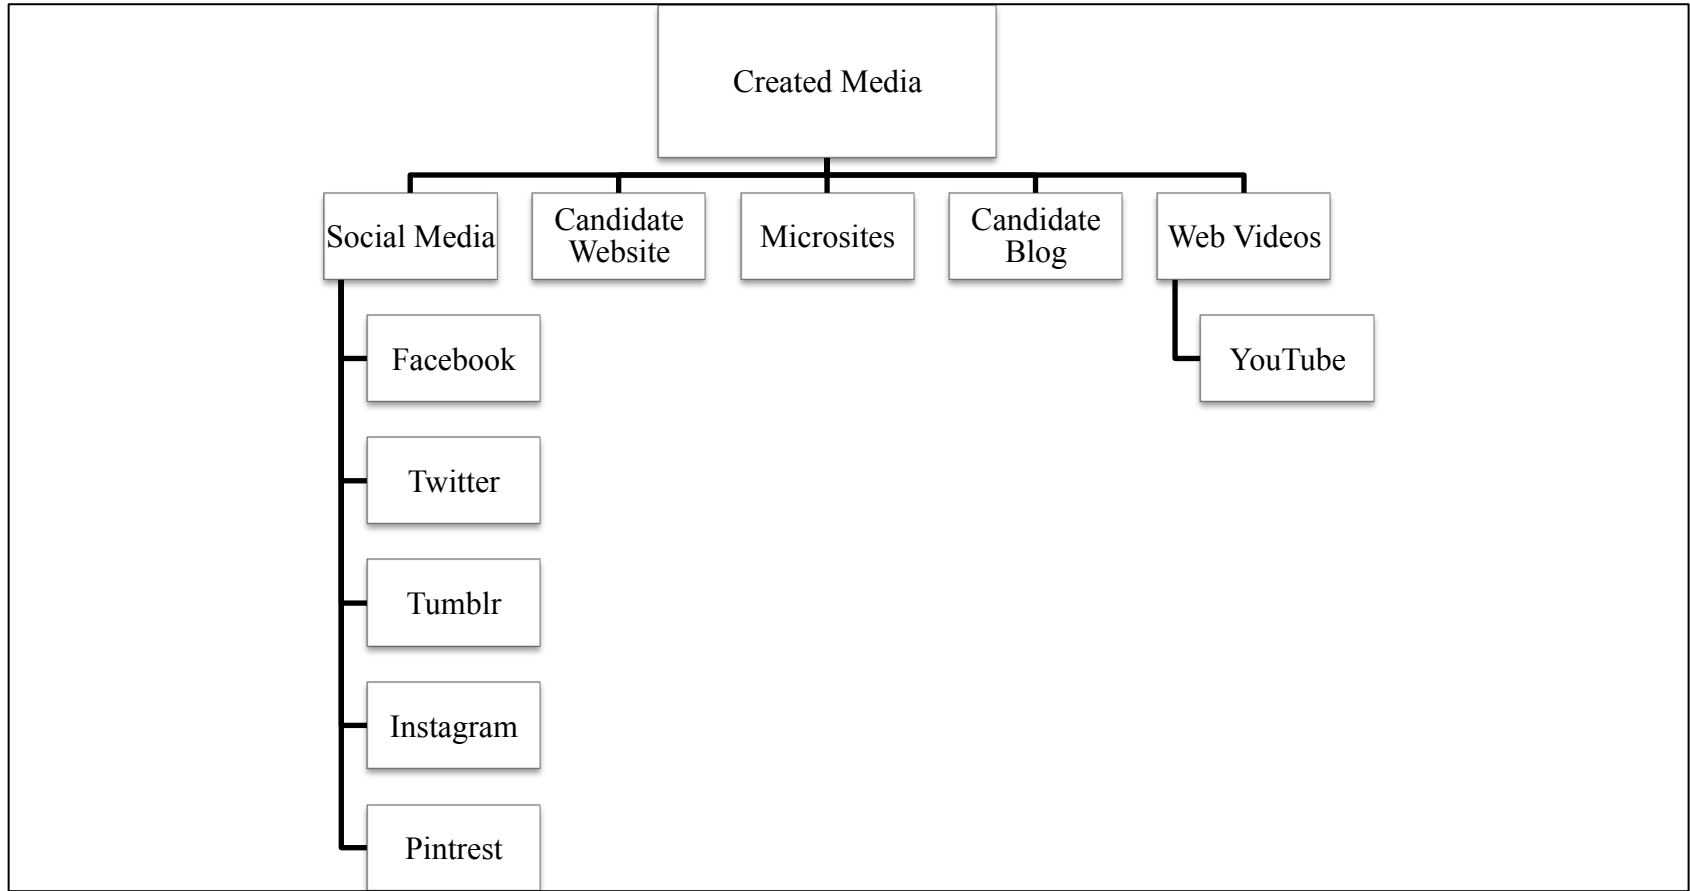 Created Media
Social Media
Candidate
Website
Microsites
Candidate
Blog
Web Videos
Facebook
YouTube
Twitter
Tumblr
Instagram
Pintrest